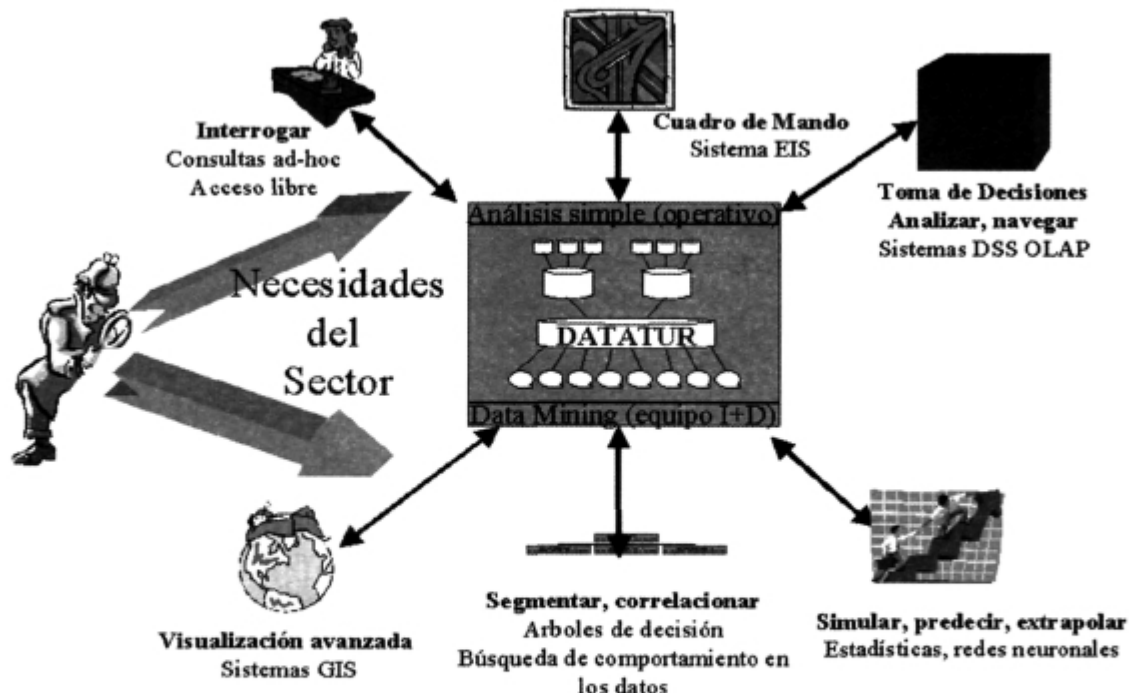 Interrogar
Consultas ad-hoc
Acceso libre
Cuadro de Mando
Sistema EIS
Toma de Decisiones
Analizar, navegar
Sistemas DSS OLAP
Necesidades
del
Sector
Análisis simple (operativo)
DATATUR
Data Mining (equipo I+D)
Visualización avanzada
Sistemas GIS
Segmentar, correlacionar
Arboles de decisión
Búsqueda de comportamiento en
los datos
Simular, predecir, extrapolar
Estadísticas, redes neuronales